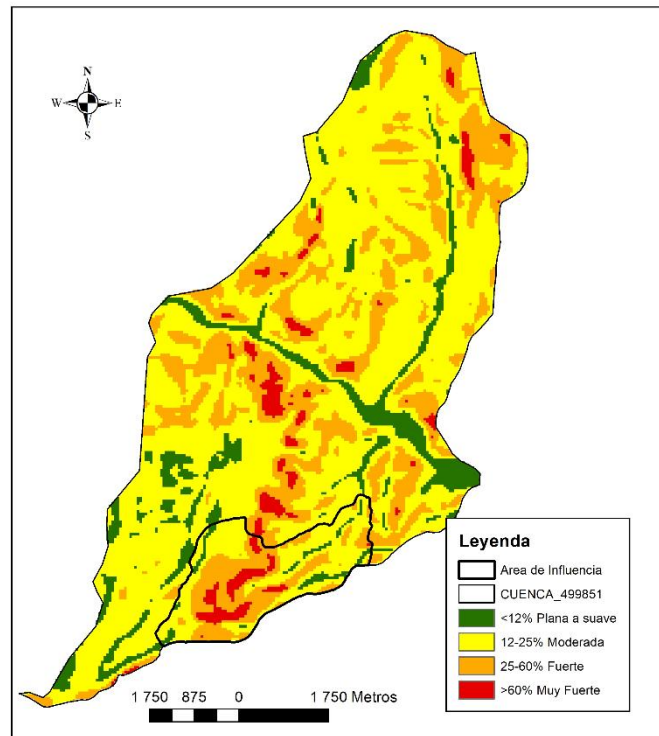 N
W E
S
Leyenda
Area de Influencia
CUENCA_499851
<12% Plana a suave
12-25% Moderada
25-60% Fuerte
>60% Muy Fuerte
1 750 875 0 1 750 Metros